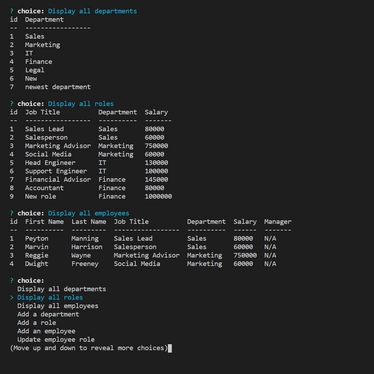 ? choice: Display all departments
id  Department
--  -----------------
1   Sales
2   Marketing
3   IT
4   Finance
5   Legal
6   New
7   newest department
? choice: Display all roles
id  Job Title          Department  Salary
--  -----------------  ----------  -------
1   Sales Lead         Sales       80000
2   Salesperson        Sales       60000
3   Marketing Advisor  Marketing   750000
4   Social Media       Marketing   60000
5   Head Engineer      IT          130000
6   Support Engineer   IT          100000
7   Financial Advisor  Finance     145000
8   Accountant         Finance     80000
9   New role           Finance     1000000
? choice: Display all employees
id  First Name  Last Name  Job Title          Department  Salary  Manager
--  ----------  ---------  -----------------  ----------  ------  -------
1   Peyton      Manning    Sales Lead         Sales       80000   N/A
2   Marvin      Harrison   Salesperson        Sales       60000   N/A
3   Reggie      Wayne      Marketing Advisor  Marketing   750000  N/A
4   Dwight      Freeney    Social Media       Marketing   60000   N/A
? choice:
  Display all departments
> Display all roles
  Display all employees
  Add a department
  Add a role
  Add an employee
  Update employee role
(Move up and down to reveal more choices)